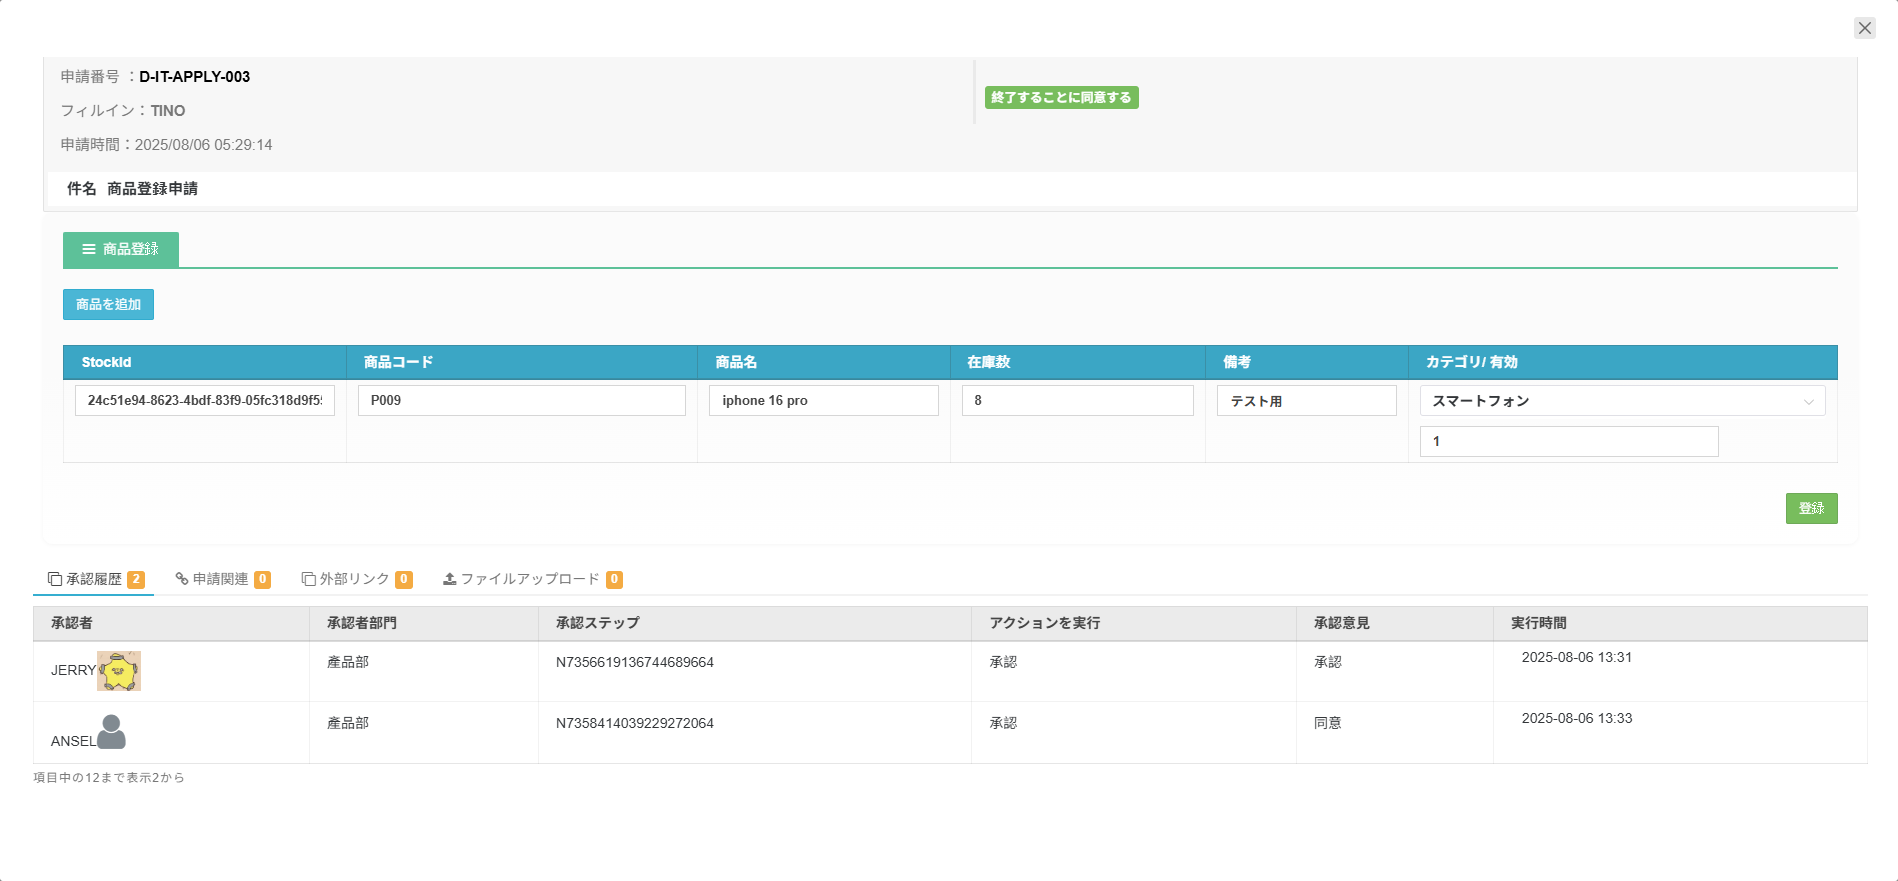 申請番号 ：D-IT-APPLY-003
フィルイン：TINO
申請時間：2025/08/06 05:29:14
終了することに同意する
件名 商品登録申請
商品登録
商品を追加
StockId 商品コード 商品名 在庫数 備考 カテゴリ/ 有効
24c51e94-8623-4bdf-83f9-05fc318d9f5 P009 iphone 16 pro 8 テスト用 スマートフォン
1
登録
承認履歴 2 申請関連 0 外部リンク 0 ファイルアップロード 0
承認者 承認者部門 承認ステップ アクションを実行 承認意見 実行時間
JERRY 產品部 N7356619136744689664 承認 承認 2025-08-06 13:31
ANSEL 產品部 N7358414039229272064 承認 同意 2025-08-06 13:33
項目中の12まで表示2から